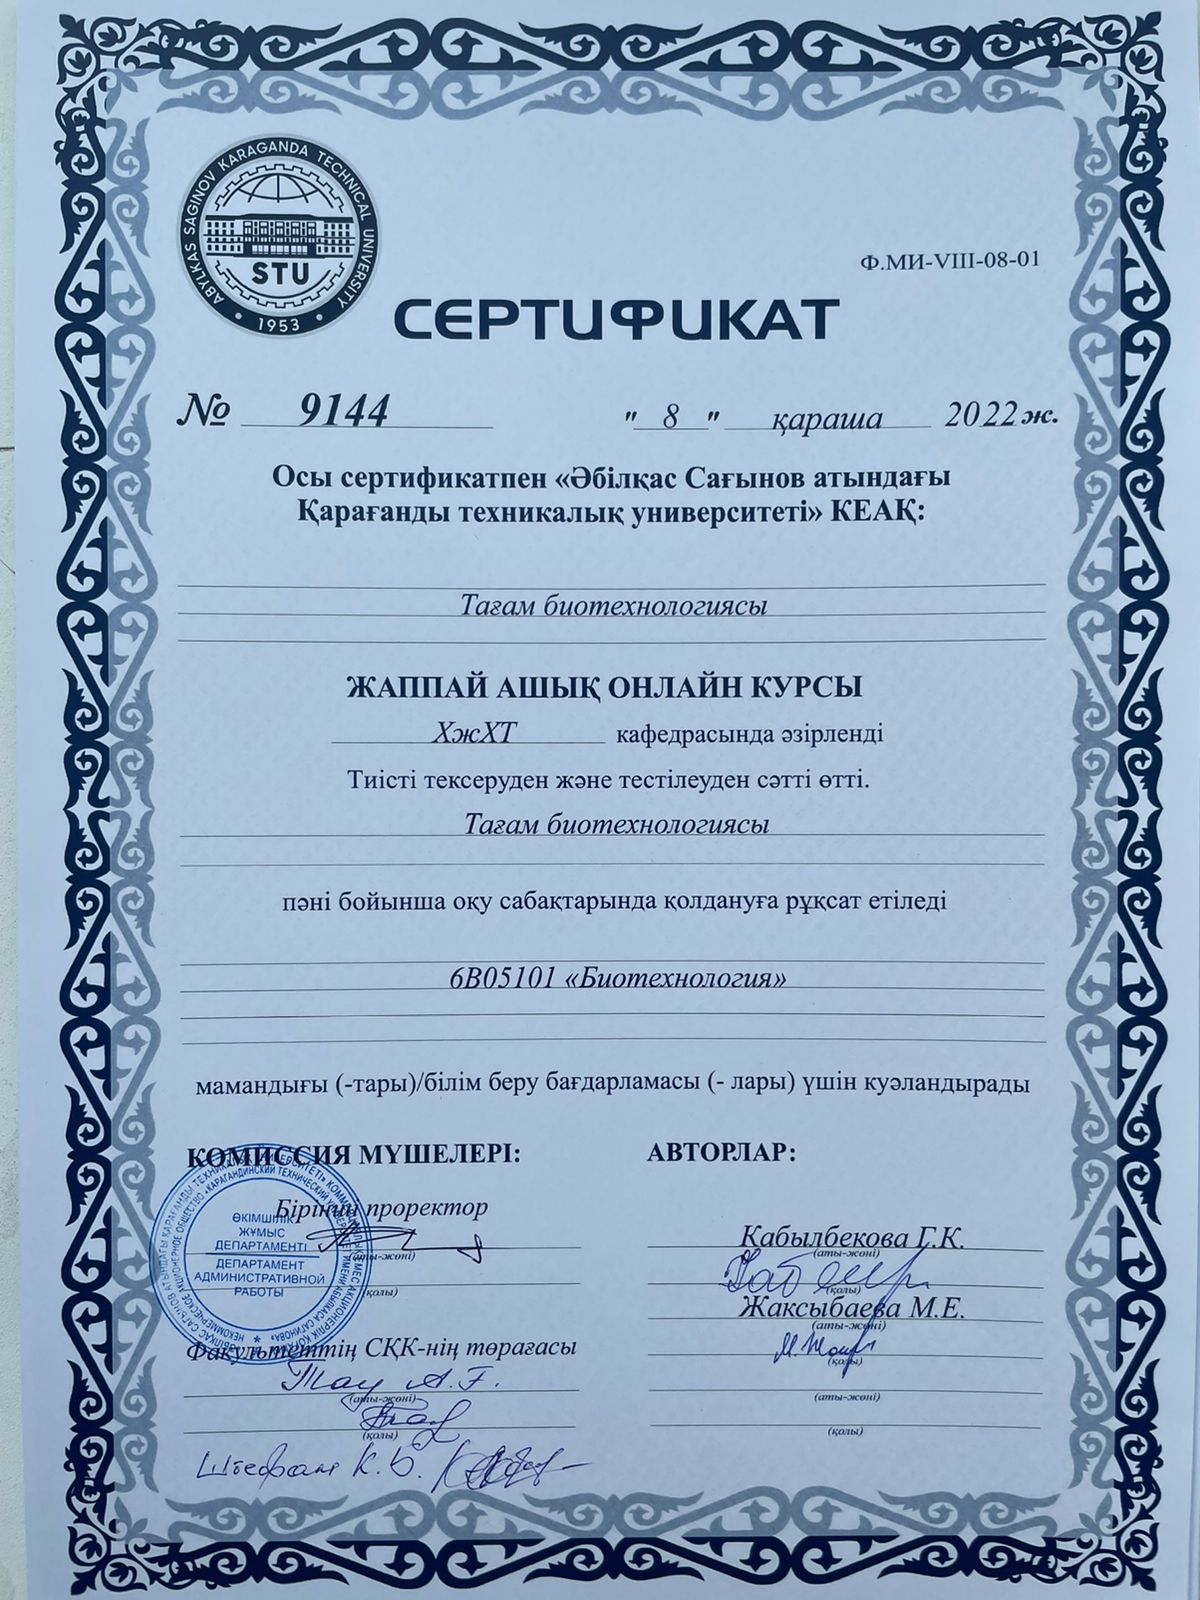 ABYLKAS SAGINOV KARAGANDA TECHNICAL UNIVERSITY
STU
• 1953 •
Ф.МИ-VIII-08-01
СЕРТИФИКАТ
№ 9144 "8" қараша 2022 ж.
Осы сертификатпен «Әбілқас Сағынов атындағы
Қарағанды техникалық университеті» КЕАҚ:
Тағам биотехнологиясы
ЖАППАЙ АШЫҚ ОНЛАЙН КУРСЫ
ХжХТ кафедрасында әзірленді
Тиісті тексеруден және тестілеуден сәтті өтті.
Тағам биотехнологиясы
пәні бойынша оқу сабақтарында қолдануға рұқсат етіледі
6В05101 «Биотехнология»
мамандығы (-тары)/білім беру бағдарламасы (- лары) үшін куәландырады
КОМИССИЯ МҮШЕЛЕРІ:
Бірінші проректор
(аты-жөні)
(қолы)
ӘКІМШІЛІК
ЖҰМЫС
ДЕПАРТАМЕНТІ
ДЕПАРТАМЕНТ
АДМИНИСТРАТИВНОЙ
РАБОТЫ
Факультеттің СҚК-нің төрағасы
(аты-жөні)
(қолы)
АВТОРЛАР:
Қабылбекова Г.К.
(аты-жөні)
(қолы)
Жаксыбаева М.Е.
(аты-жөні)
(қолы)
(аты-жөні)
(қолы)